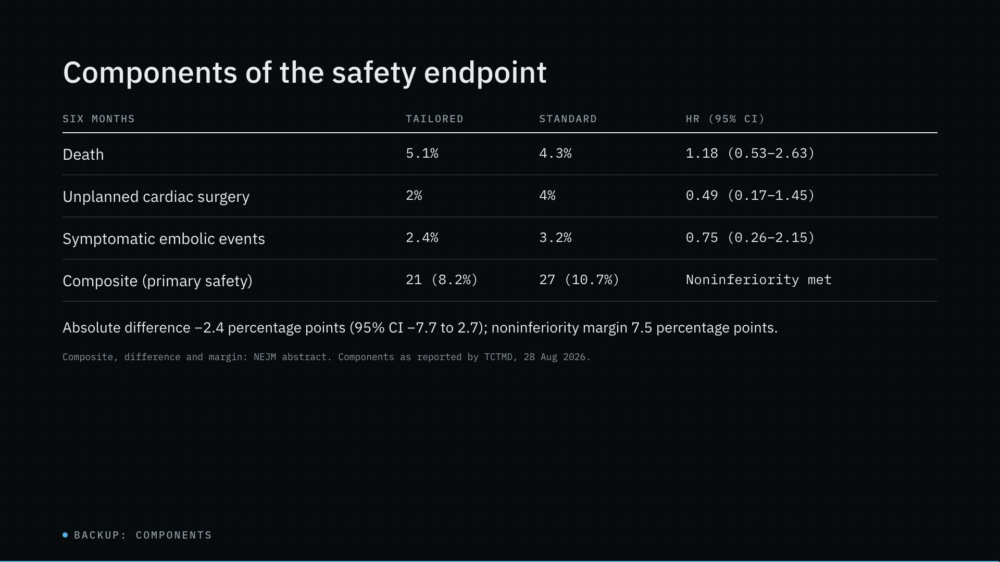 Components of the safety endpoint
SIX MONTHS TAILORED STANDARD HR (95% CI)
Death 5.1% 4.3% 1.18 (0.53–2.63)
Unplanned cardiac surgery 2% 4% 0.49 (0.17–1.45)
Symptomatic embolic events 2.4% 3.2% 0.75 (0.26–2.15)
Composite (primary safety) 21 (8.2%) 27 (10.7%) Noninferiority met
Absolute difference −2.4 percentage points (95% CI −7.7 to 2.7); noninferiority margin 7.5 percentage points.
Composite, difference and margin: NEJM abstract. Components as reported by TCTMD, 28 Aug 2026.
BACKUP: COMPONENTS